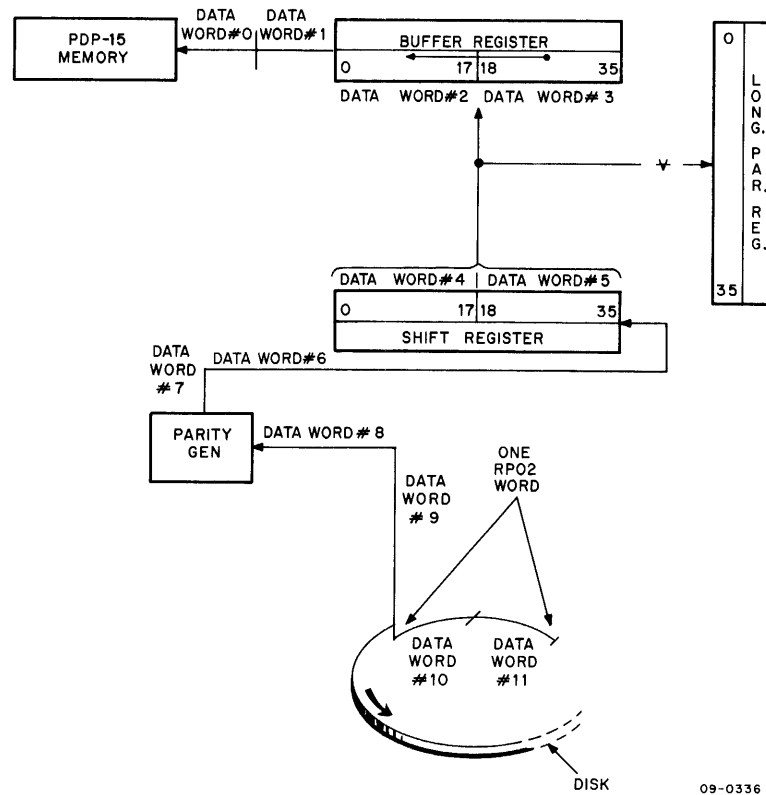 DATA DATA
WORD#0 WORD#1
PDP-15
MEMORY
BUFFER REGISTER
0 17 18 35
DATA WORD#2 DATA WORD#3
0
LONG. PAR. REG.
35
DATA WORD#4 DATA WORD#5
0 17 18 35
SHIFT REGISTER
DATA
WORD
#7
DATA WORD#6
PARITY
GEN
DATA WORD#8
DATA
WORD
#9
ONE
RP02
WORD
DATA
WORD
#10
DATA
WORD
#11
DISK
09-0336